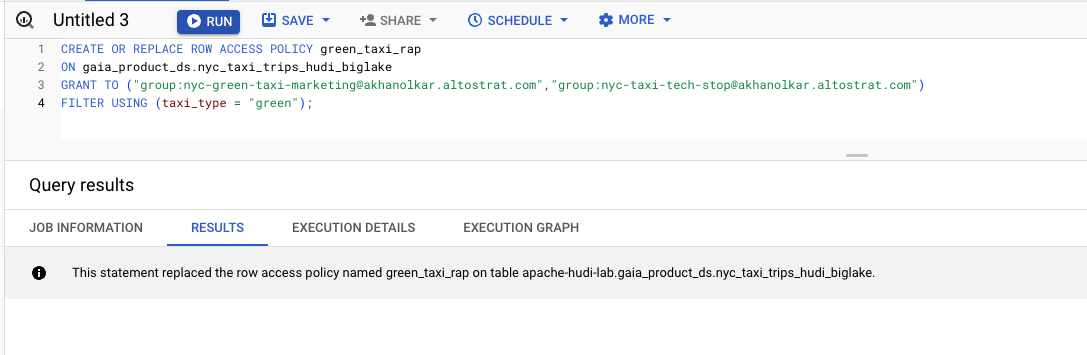 Untitled 3 RUN SAVE SHARE SCHEDULE MORE
1 CREATE OR REPLACE ROW ACCESS POLICY green_taxi_rap
2 ON gaia_product_ds.nyc_taxi_trips_hudi_biglake
3 GRANT TO ("group:nyc-green-taxi-marketing@akhanolkar.altostrat.com","group:nyc-taxi-tech-stop@akhanolkar.altostrat.com")
4 FILTER USING (taxi_type = "green");
Query results
JOB INFORMATION RESULTS EXECUTION DETAILS EXECUTION GRAPH
This statement replaced the row access policy named green_taxi_rap on table apache-hudi-lab.gaia_product_ds.nyc_taxi_trips_hudi_biglake.